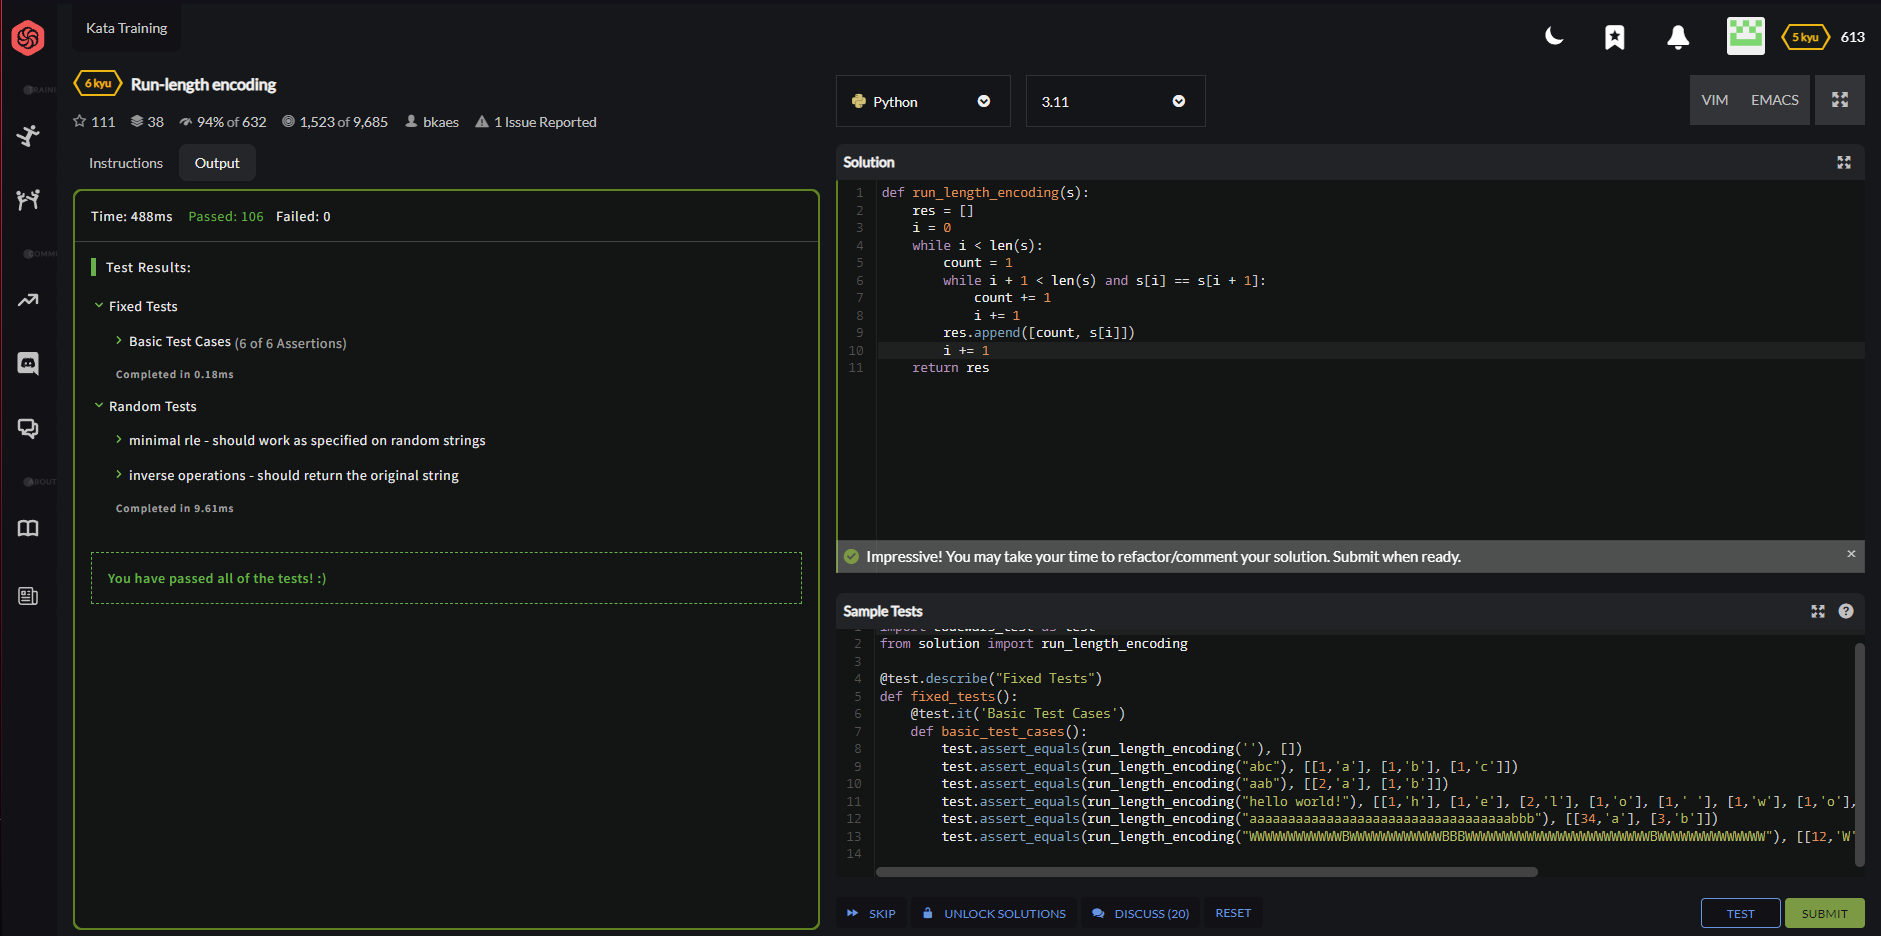 Kata Training
5 kyu 613
6 kyu Run-length encoding
111 38 94% of 632 1,523 of 9,685 bkaes 1 Issue Reported
Instructions Output
Time: 488ms Passed: 106 Failed: 0
Test Results:
Fixed Tests
Basic Test Cases (6 of 6 Assertions)
Completed in 0.18ms
Random Tests
minimal rle - should work as specified on random strings
inverse operations - should return the original string
Completed in 9.61ms
You have passed all of the tests! :)
Python 3.11 VIM EMACS
Solution
1 def run_length_encoding(s):
2     res = []
3     i = 0
4     while i < len(s):
5         count = 1
6         while i + 1 < len(s) and s[i] == s[i + 1]:
7             count += 1
8             i += 1
9         res.append([count, s[i]])
10         i += 1
11     return res
Impressive! You may take your time to refactor/comment your solution. Submit when ready.
Sample Tests
1 import codewars_test as test
2 from solution import run_length_encoding
3
4 @test.describe("Fixed Tests")
5 def fixed_tests():
6     @test.it('Basic Test Cases')
7     def basic_test_cases():
8         test.assert_equals(run_length_encoding(''), [])
9         test.assert_equals(run_length_encoding("abc"), [[1,'a'], [1,'b'], [1,'c']])
10         test.assert_equals(run_length_encoding("aab"), [[2,'a'], [1,'b']])
11         test.assert_equals(run_length_encoding("hello world!"), [[1,'h'], [1,'e'], [2,'l'], [1,'o'], [1,' '], [1,'w'], [1,'o'],
12         test.assert_equals(run_length_encoding("aaaaaaaaaaaaaaaaaaaaaaaaaaaaaaaaaabbb"), [[34,'a'], [3,'b']])
13         test.assert_equals(run_length_encoding("WWWWWWWWWWWWBWWWWWWWWWWWWBBBWWWWWWWWWWWWWWWWWWWWWWWWBWWWWWWWWWWWWWW"), [[12,'W'
14
SKIP UNLOCK SOLUTIONS DISCUSS (20) RESET TEST SUBMIT